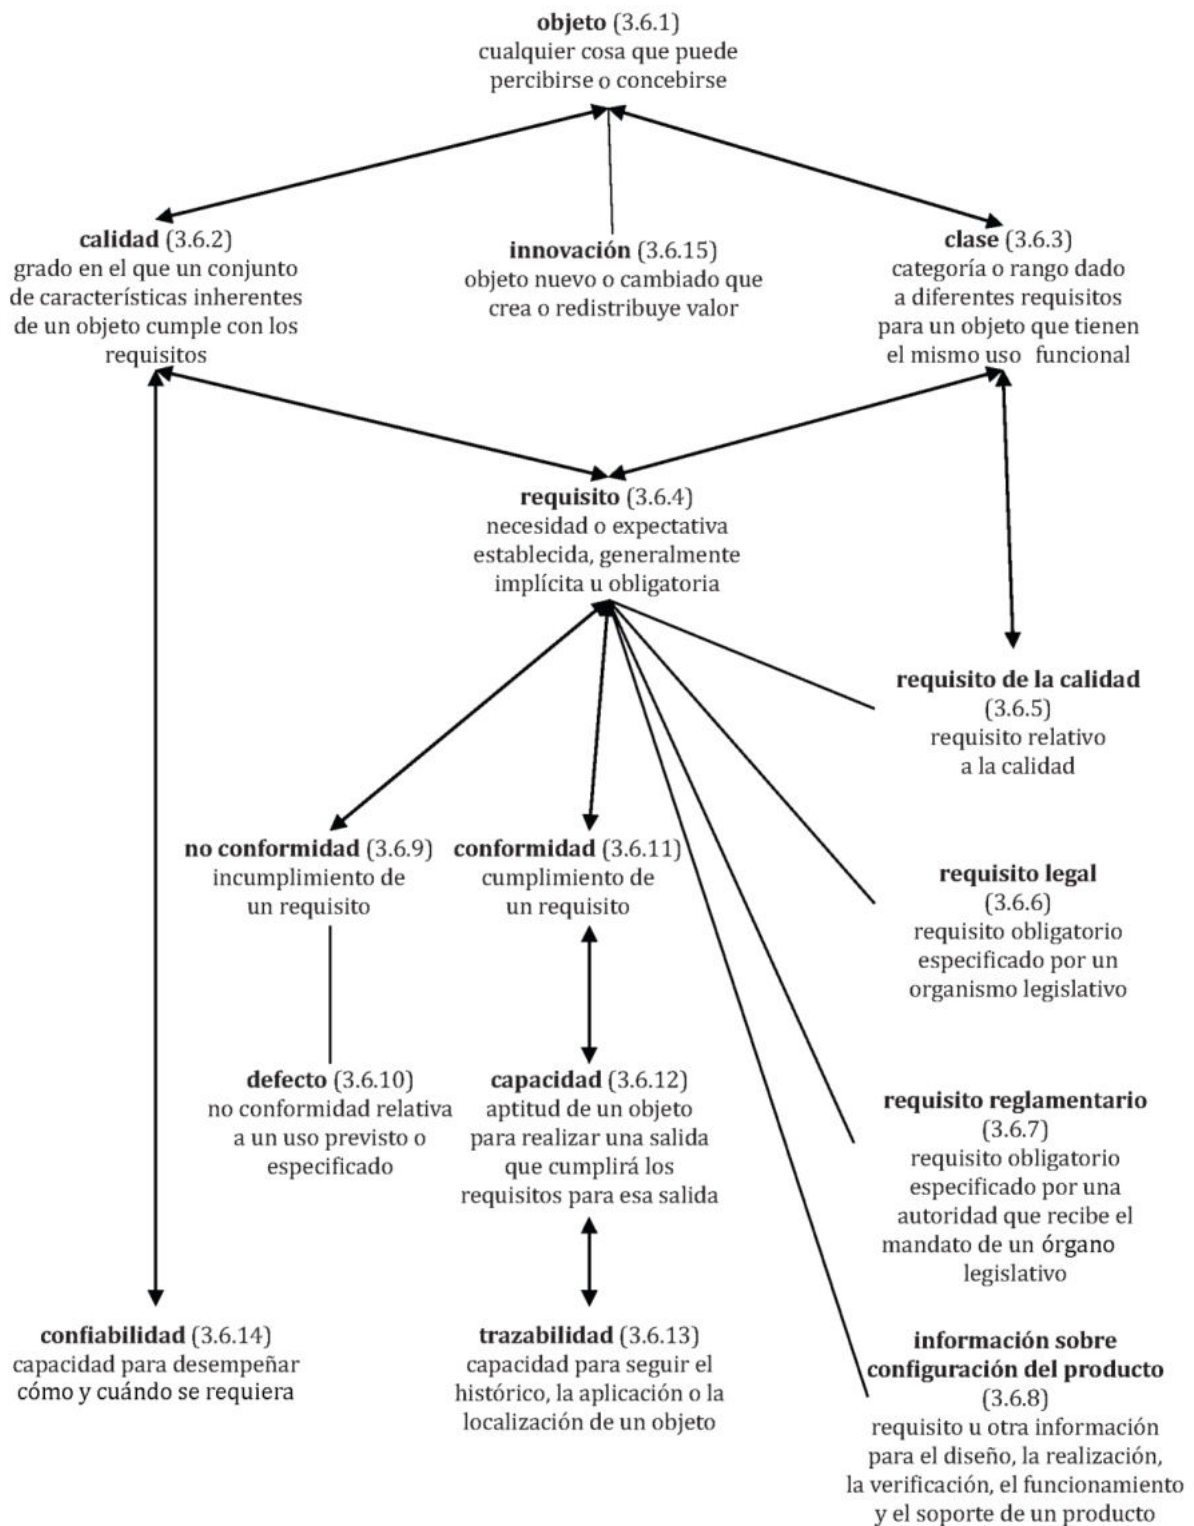 objeto (3.6.1)
cualquier cosa que puede
percibirse o concebirse
calidad (3.6.2)
grado en el que un conjunto
de características inherentes
de un objeto cumple con los
requisitos
innovación (3.6.15)
objeto nuevo o cambiado que
crea o redistribuye valor
clase (3.6.3)
categoría o rango dado
a diferentes requisitos
para un objeto que tienen
el mismo uso funcional
requisito (3.6.4)
necesidad o expectativa
establecida, generalmente
implícita u obligatoria
requisito de la calidad
(3.6.5)
requisito relativo
a la calidad
no conformidad (3.6.9)
incumplimiento de
un requisito
conformidad (3.6.11)
cumplimiento de
un requisito
requisito legal
(3.6.6)
requisito obligatorio
especificado por un
organismo legislativo
defecto (3.6.10)
no conformidad relativa
a un uso previsto o
especificado
capacidad (3.6.12)
aptitud de un objeto
para realizar una salida
que cumplirá los
requisitos para esa salida
requisito reglamentario
(3.6.7)
requisito obligatorio
especificado por una
autoridad que recibe el
mandato de un órgano
legislativo
confiabilidad (3.6.14)
capacidad para desempeñar
cómo y cuándo se requiera
trazabilidad (3.6.13)
capacidad para seguir el
histórico, la aplicación o la
localización de un objeto
información sobre
configuración del producto
(3.6.8)
requisito u otra información
para el diseño, la realización,
la verificación, el funcionamiento
y el soporte de un producto